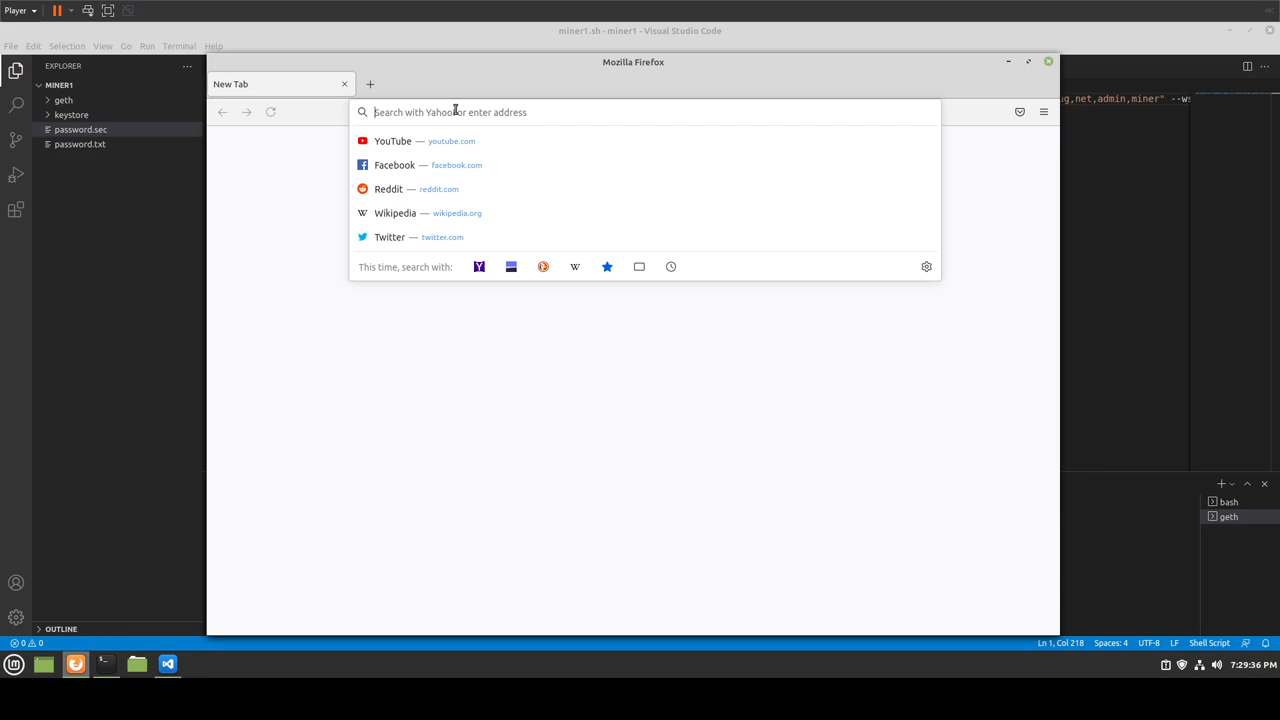 Player
miner1.sh - miner1 - Visual Studio Code
File Edit Selection View Go Run Terminal Help
EXPLORER
MINER1
geth
keystore
password.sec
password.txt
OUTLINE
Mozilla Firefox
New Tab
Search with Yahoo or enter address
YouTube — youtube.com
Facebook — facebook.com
Reddit — reddit.com
Wikipedia — wikipedia.org
Twitter — twitter.com
This time, search with:
g,net,admin,miner" --ws
bash
geth
0 0
Ln 1, Col 218 Spaces: 4 UTF-8 LF Shell Script
7:29:36 PM